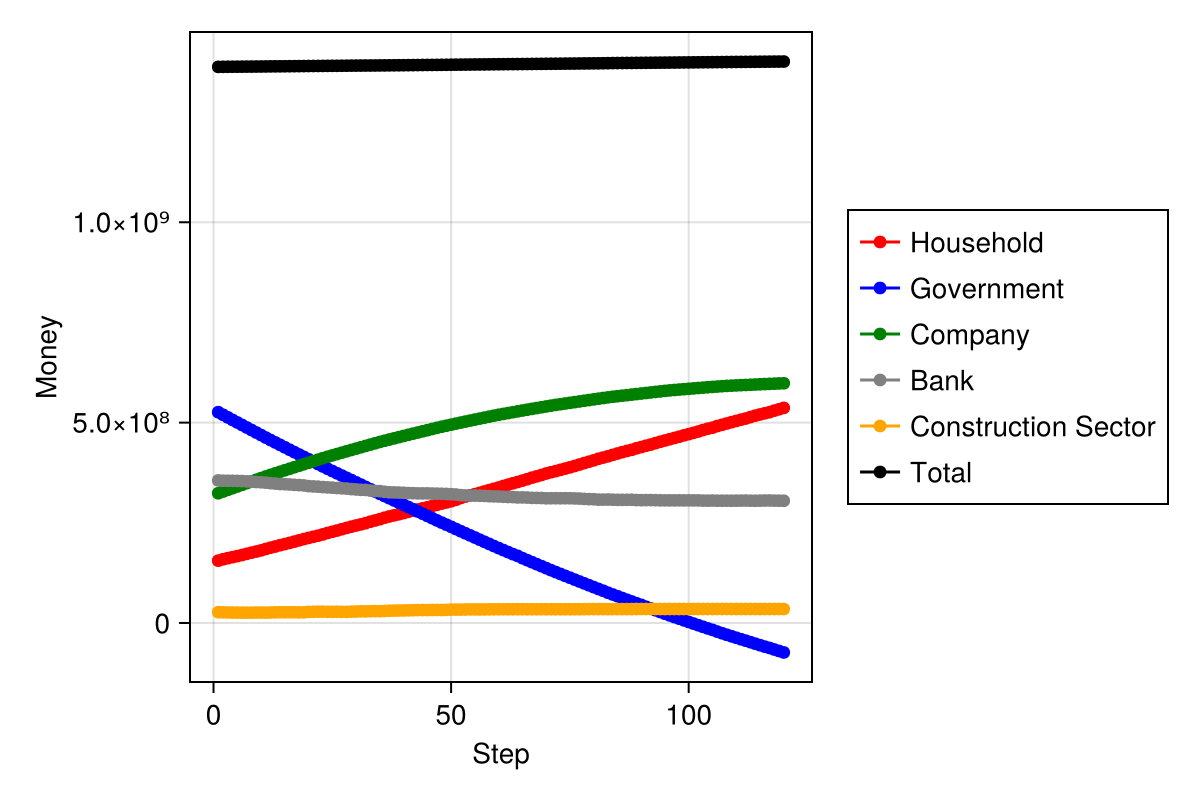 Money
1.0×10⁹
5.0×10⁸
0
0
50
100
Step
Household
Government
Company
Bank
Construction Sector
Total